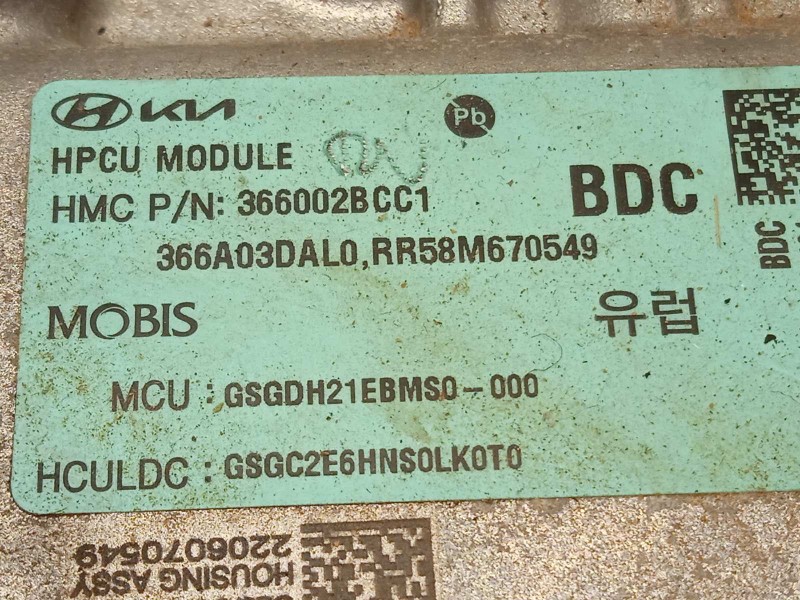 HYUNDAI KIA
Pb
HPCU MODULE
HMC P/N: 366002BCC1
BDC
BDC
366A03DAL0,RR58M670549
MOBIS
유럽
MCU : GSGDH21EBMS0-000
HCULDC : GSGC2E6HNS0LK0T0
HOUSING ASSY
2206070549